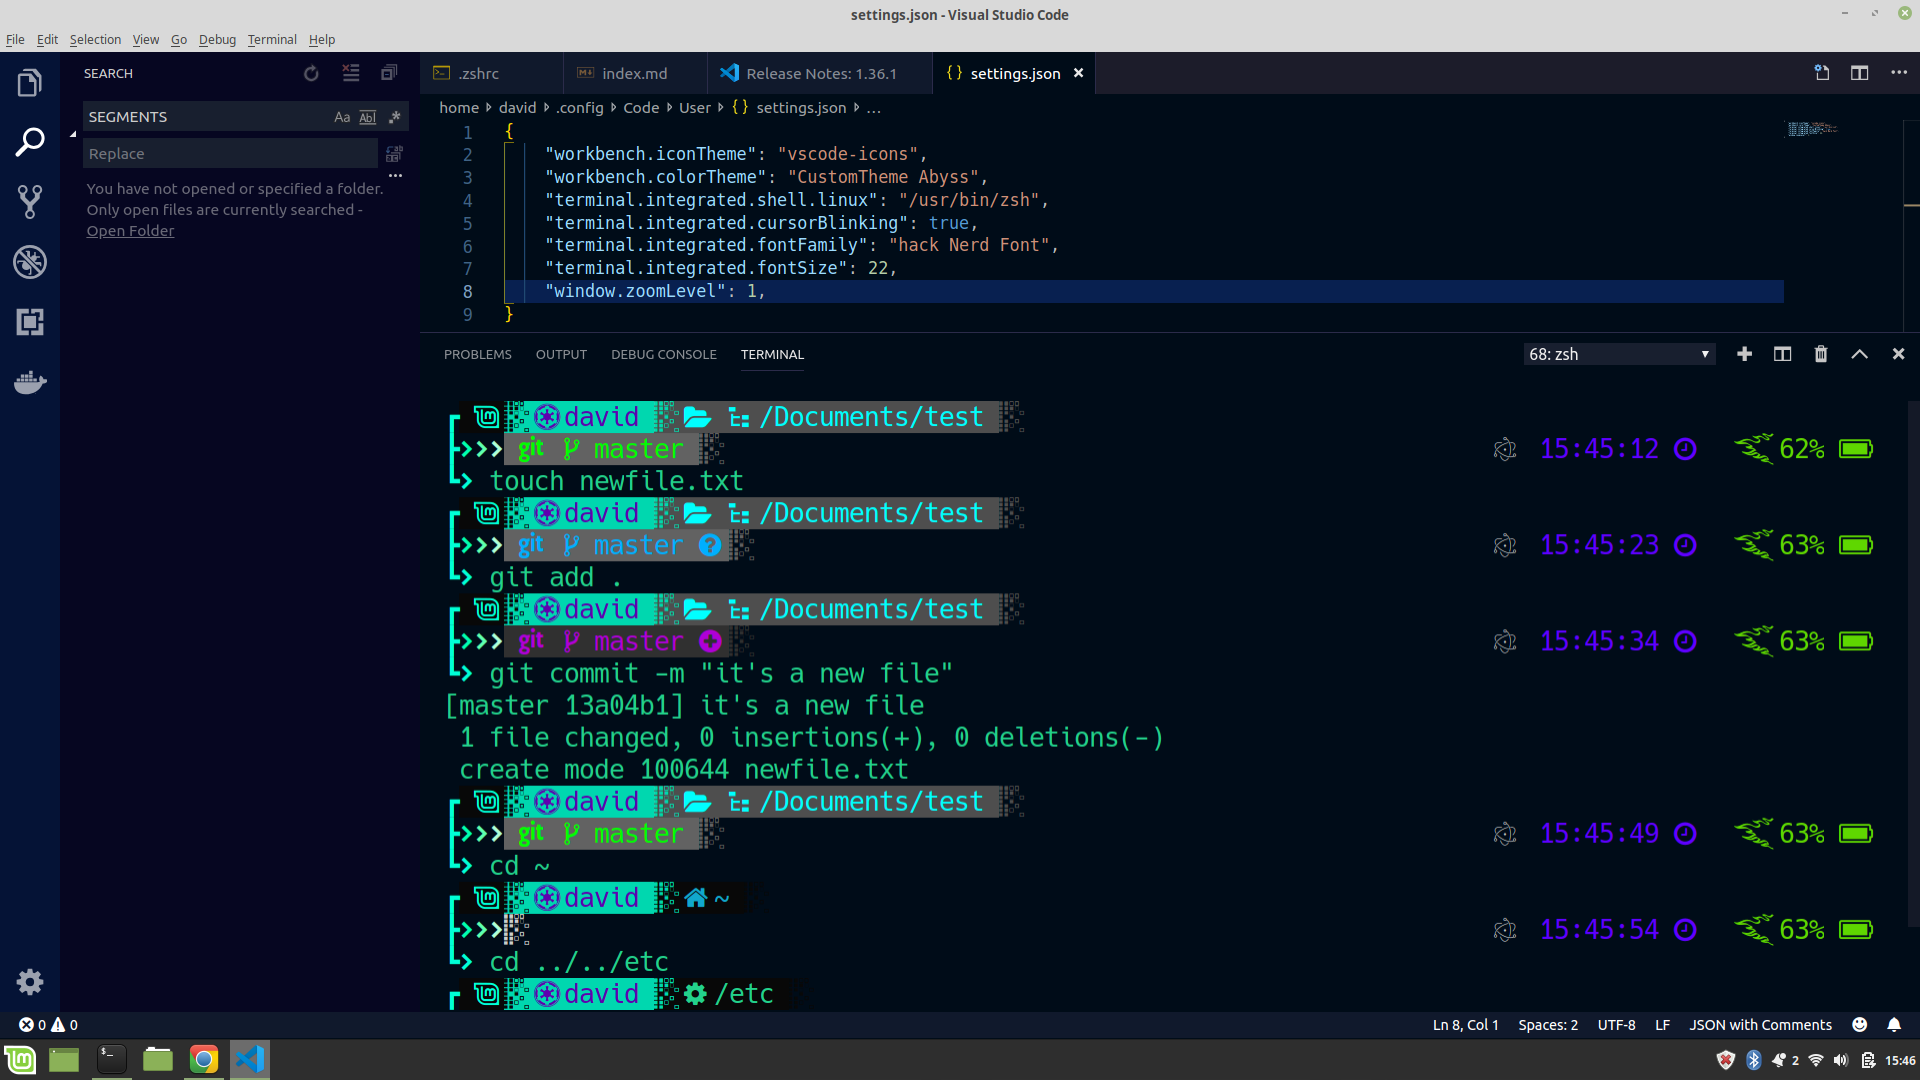 settings.json - Visual Studio Code
File Edit Selection View Go Debug Terminal Help
SEARCH
SEGMENTS Aa Abl .*
Replace
You have not opened or specified a folder.
Only open files are currently searched -
Open Folder
.zshrc index.md Release Notes: 1.36.1 {} settings.json ×
home david .config Code User {} settings.json ...
1 {
2 "workbench.iconTheme": "vscode-icons",
3 "workbench.colorTheme": "CustomTheme Abyss",
4 "terminal.integrated.shell.linux": "/usr/bin/zsh",
5 "terminal.integrated.cursorBlinking": true,
6 "terminal.integrated.fontFamily": "hack Nerd Font",
7 "terminal.integrated.fontSize": 22,
8 "window.zoomLevel": 1,
9 }
PROBLEMS OUTPUT DEBUG CONSOLE TERMINAL 68: zsh
david /Documents/test
git master 15:45:12 62%
touch newfile.txt
david /Documents/test
git master ? 15:45:23 63%
git add .
david /Documents/test
git master + 15:45:34 63%
git commit -m "it's a new file"
[master 13a04b1] it's a new file
1 file changed, 0 insertions(+), 0 deletions(-)
create mode 100644 newfile.txt
david /Documents/test
git master 15:45:49 63%
cd ~
david ~
15:45:54 63%
cd ../../etc
david /etc
0 0 Ln 8, Col 1 Spaces: 2 UTF-8 LF JSON with Comments
2 15:46